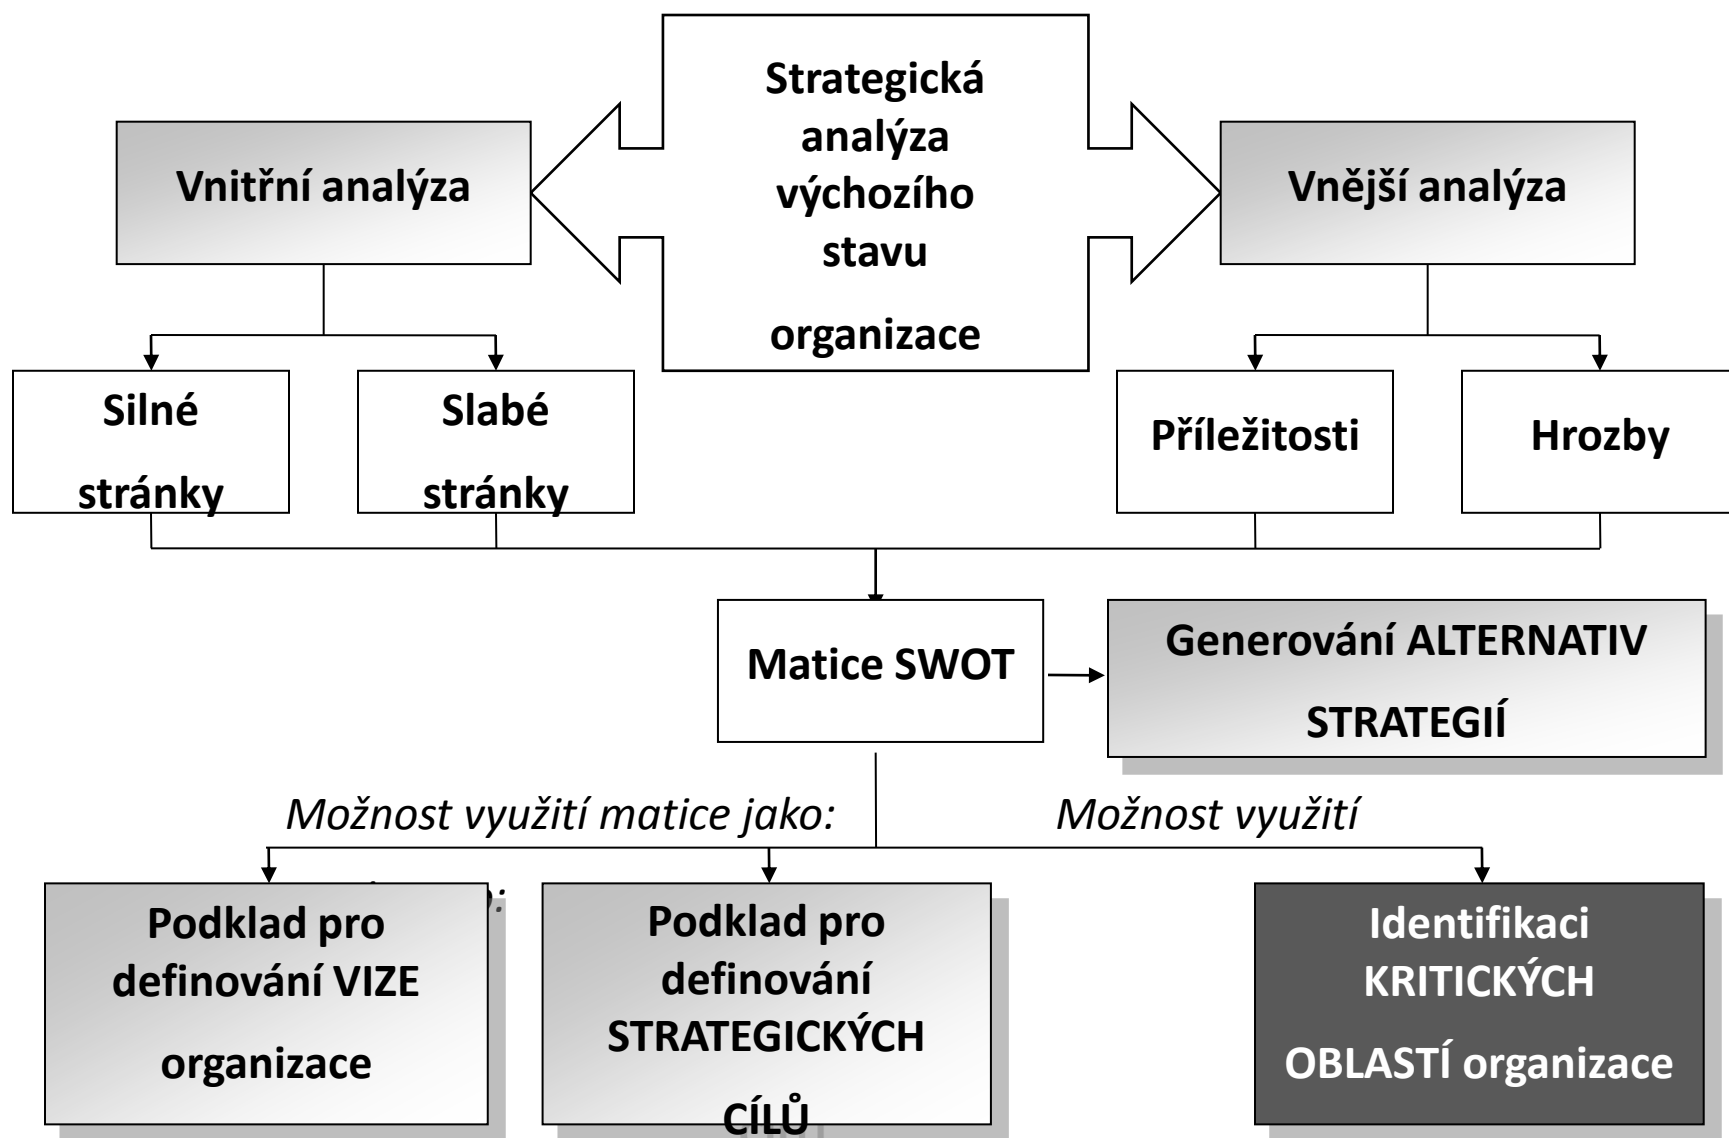 Strategická
analýza
výchozího
stavu
organizace
Vnitřní analýza
Vnější analýza
Silné
stránky
Slabé
stránky
Příležitosti
Hrozby
Matice SWOT
Generování ALTERNATIV
STRATEGIÍ
Možnost využití matice jako:
Možnost využití
Podklad pro
definování VIZE
organizace
Podklad pro
definování
STRATEGICKÝCH
CÍLŮ
Identifikaci
KRITICKÝCH
OBLASTÍ organizace